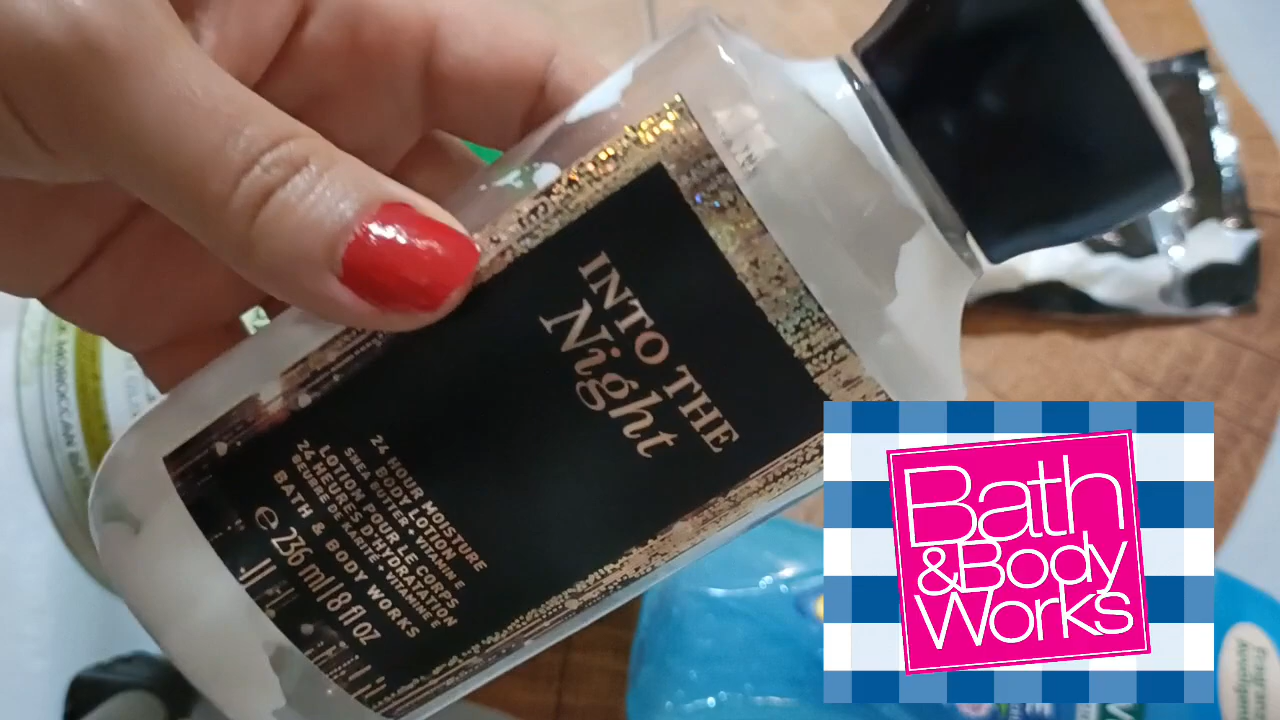 INTO THE
Night
24 HOUR MOISTURE
BODY LOTION
SHEA BUTTER + VITAMIN E
LOTION POUR LE CORPS
24 HEURES D'HYDRATATION
BEURRE DE KARITÉ + VITAMINE E
BATH & BODY WORKS
e 236 ml / 8 fl oz
MOROCCAN
Bath
&Body
Works